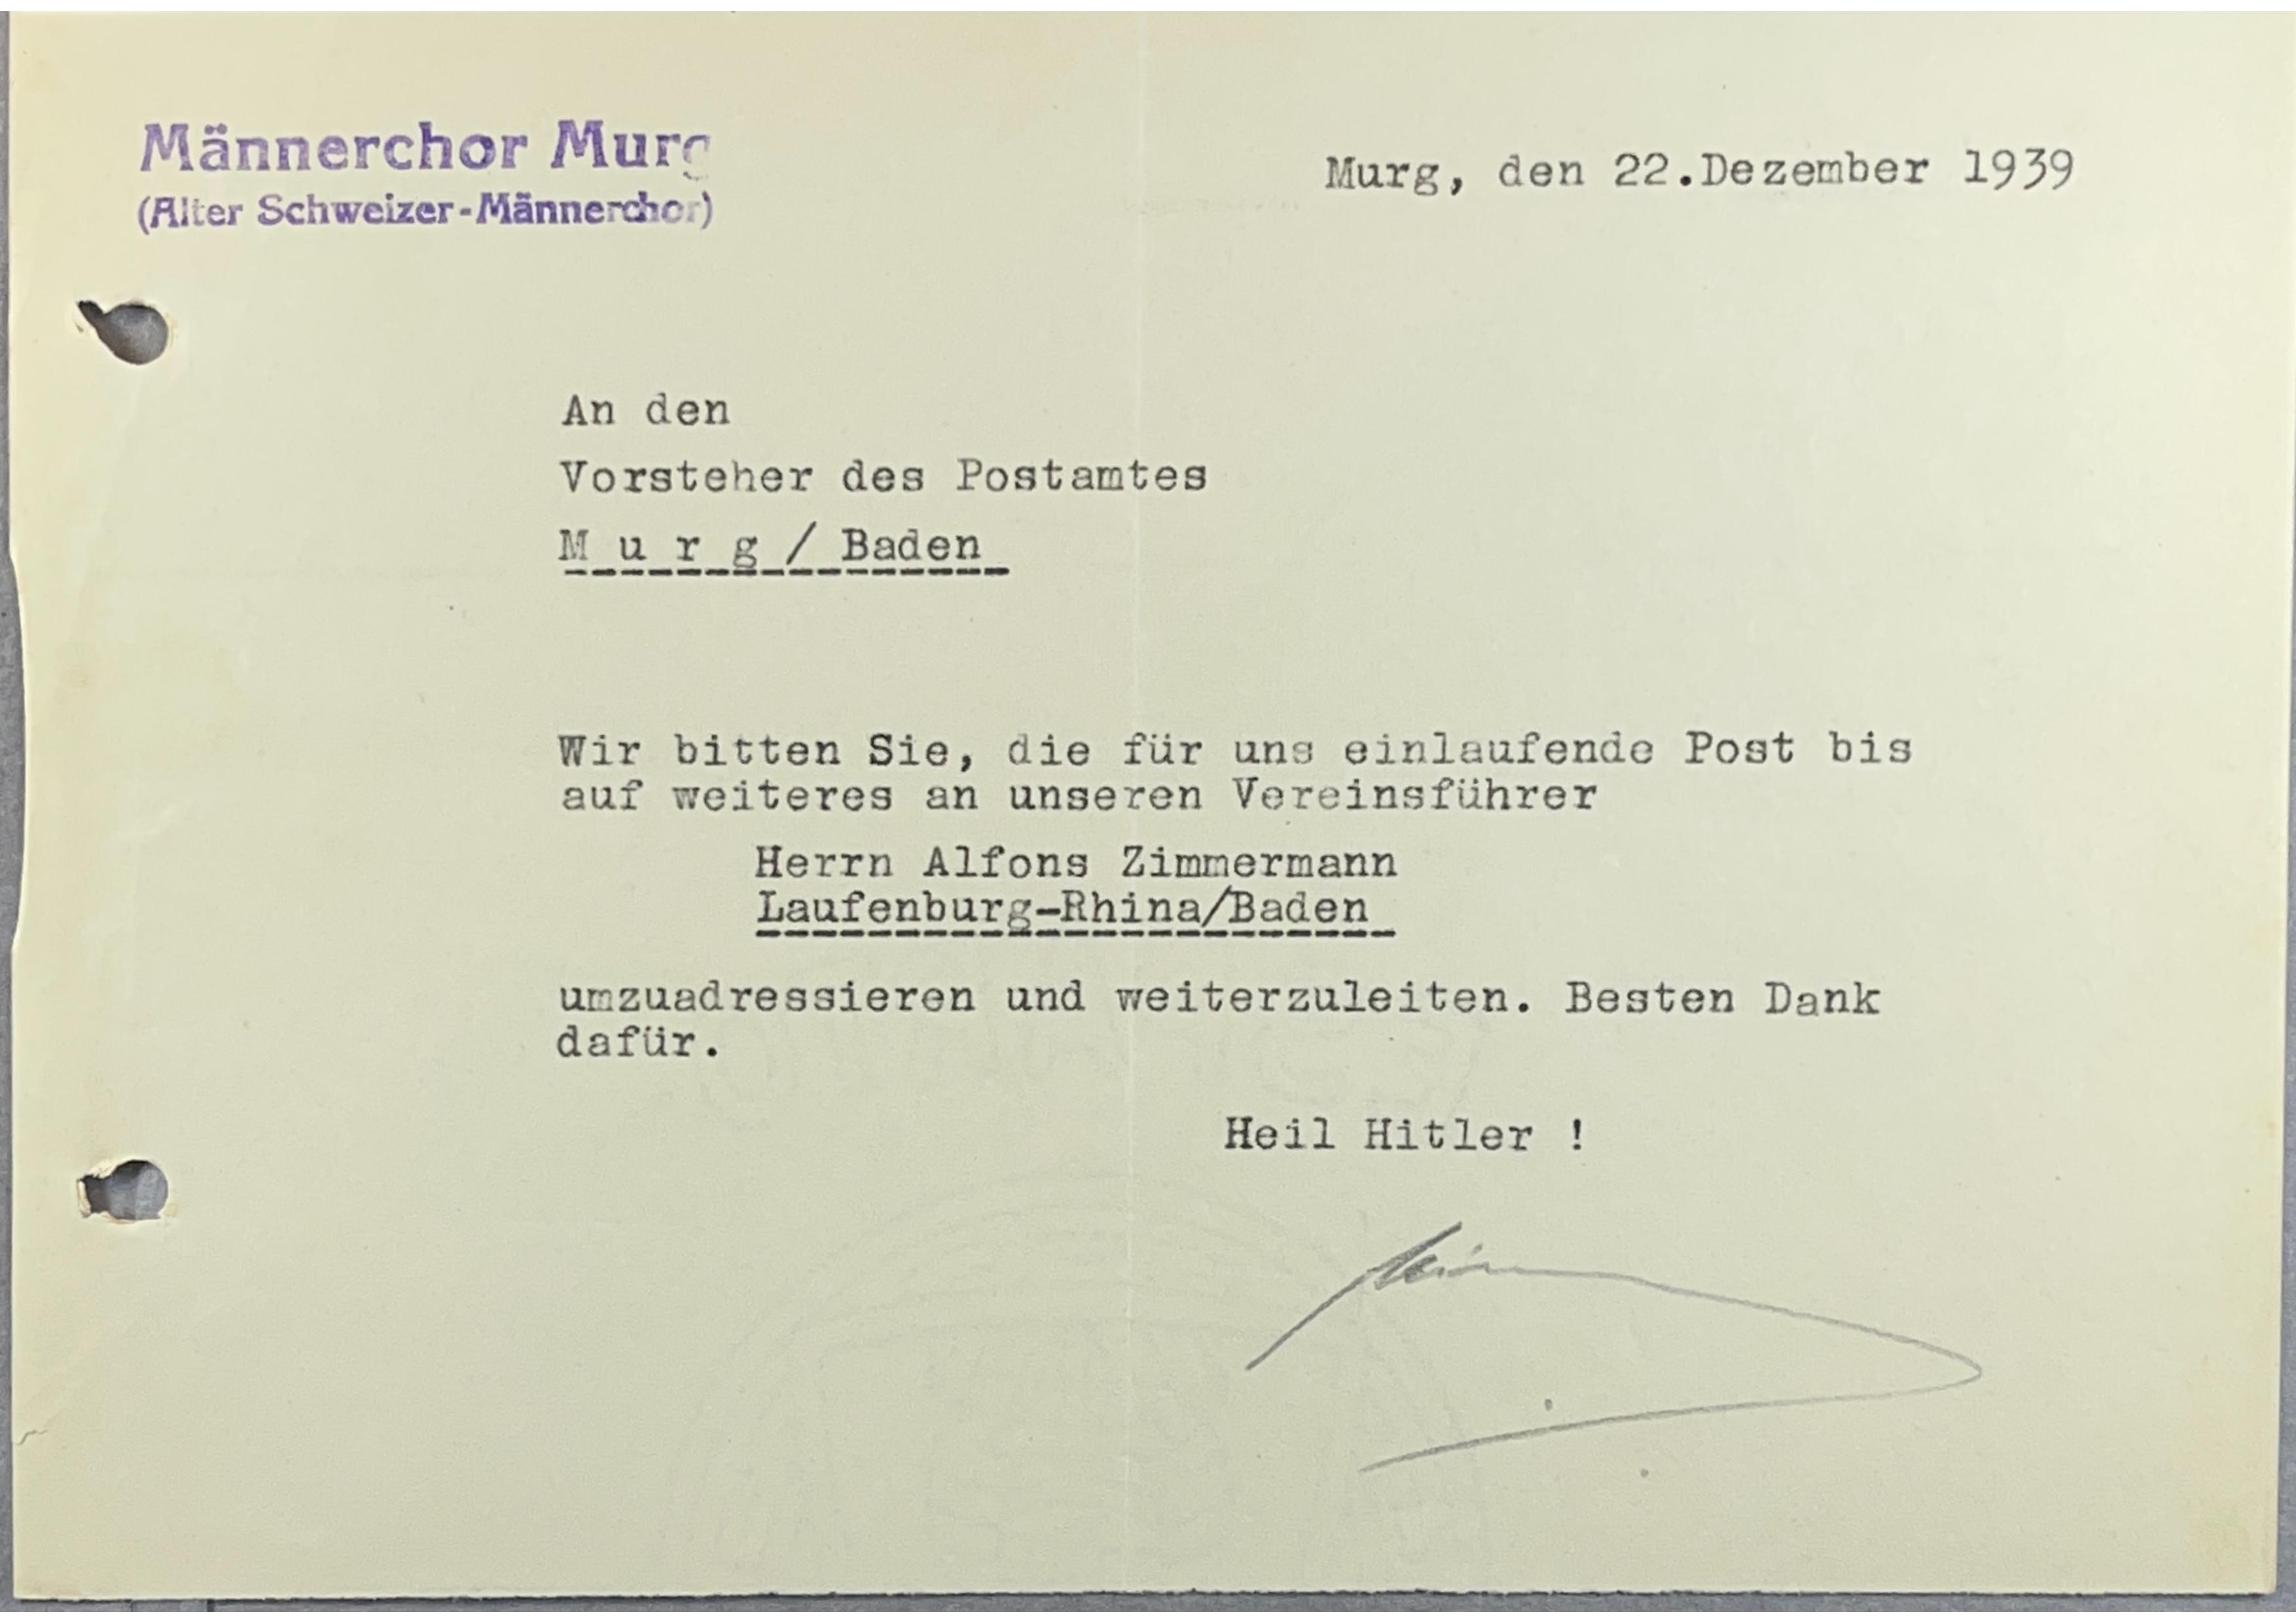 Männerchor Murg
(Alter Schweizer-Männerchor)
Murg, den 22.Dezember 1939
An den
Vorsteher des Postamtes
M u r g / Baden
Wir bitten Sie, die für uns einlaufende Post bis
auf weiteres an unseren Vereinsführer
Herrn Alfons Zimmermann
Laufenburg-Rhina/Baden
umzuadressieren und weiterzuleiten. Besten Dank
dafür.
Heil Hitler !